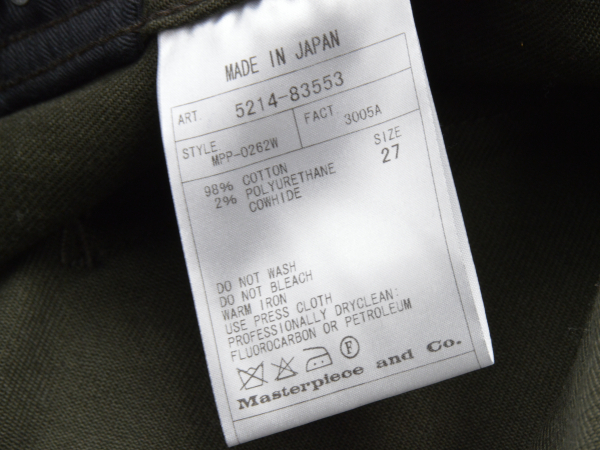 MADE IN JAPAN
ART. 5214-83553
STYLE MPP-0262W FACT. 3005A
98% COTTON SIZE
2% POLYURETHANE 27
COWHIDE
DO NOT WASH
DO NOT BLEACH
WARM IRON
USE PRESS CLOTH
PROFESSIONALLY DRYCLEAN:
FLUOROCARBON OR PETROLEUM
F
Masterpiece and Co.